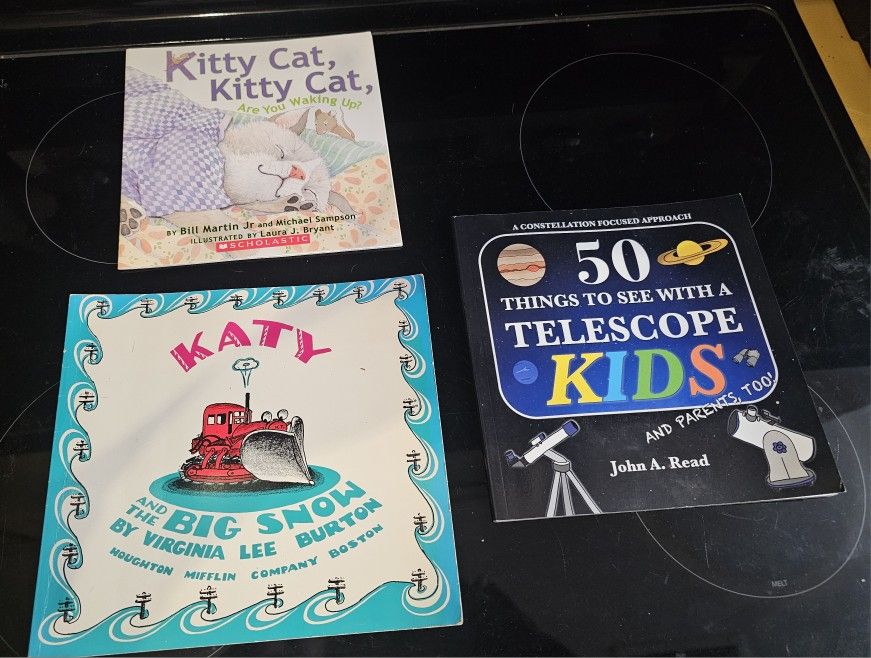 Kitty Cat,
Kitty Cat,
Are You Waking Up?
BY Bill Martin Jr AND Michael Sampson
ILLUSTRATED BY Laura J. Bryant
SCHOLASTIC
KATY
AND THE BIG SNOW
BY VIRGINIA LEE BURTON
HOUGHTON MIFFLIN COMPANY BOSTON
A CONSTELLATION FOCUSED APPROACH
50
THINGS TO SEE WITH A
TELESCOPE
KIDS
AND PARENTS, TOO!
John A. Read
MELT